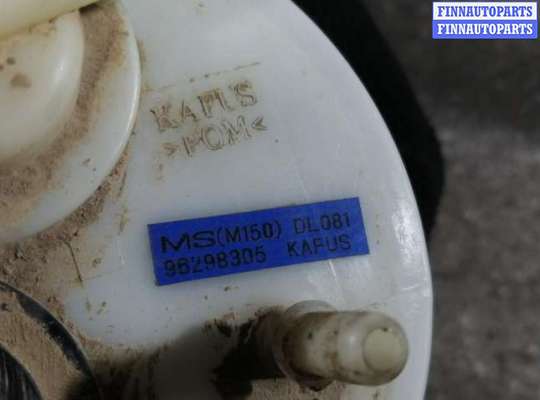 FINNAUTOPARTS
FINNAUTOPARTS
KAFUS
>POM<
MS(M150) DL081
96298305 KAFUS